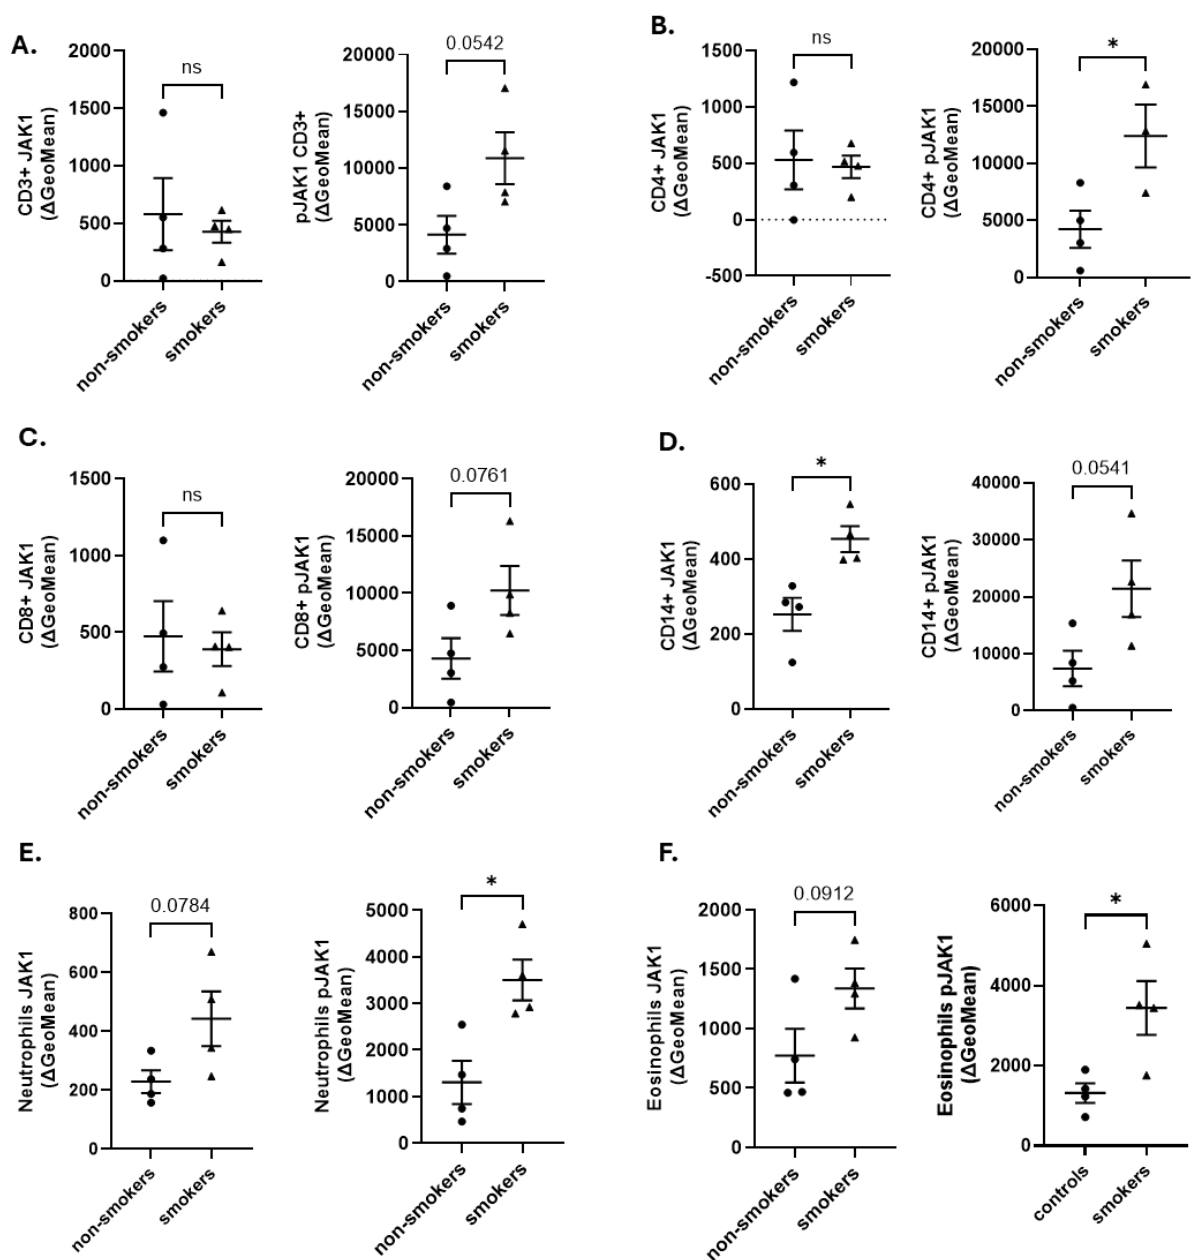 A.
CD3+ JAK1
(ΔGeoMean)
2000
1500
1000
500
0
ns
non-smokers
smokers
pJAK1 CD3+
(ΔGeoMean)
20000
15000
10000
5000
0
0.0542
non-smokers
smokers
B.
CD4+ JAK1
(ΔGeoMean)
1500
1000
500
0
-500
ns
non-smokers
smokers
CD4+ pJAK1
(ΔGeoMean)
20000
15000
10000
5000
0
*
non-smokers
smokers
C.
CD8+ JAK1
(ΔGeoMean)
1500
1000
500
0
ns
non-smokers
smokers
CD8+ pJAK1
(ΔGeoMean)
20000
15000
10000
5000
0
0.0761
non-smokers
smokers
D.
CD14+ JAK1
(ΔGeoMean)
600
400
200
0
*
non-smokers
smokers
CD14+ pJAK1
(ΔGeoMean)
40000
30000
20000
10000
0
0.0541
non-smokers
smokers
E.
Neutrophils JAK1
(ΔGeoMean)
800
600
400
200
0
0.0784
non-smokers
smokers
Neutrophils pJAK1
(ΔGeoMean)
5000
4000
3000
2000
1000
0
*
non-smokers
smokers
F.
Eosinophils JAK1
(ΔGeoMean)
2000
1500
1000
500
0
0.0912
non-smokers
smokers
Eosinophils pJAK1
(ΔGeoMean)
6000
4000
2000
0
*
controls
smokers